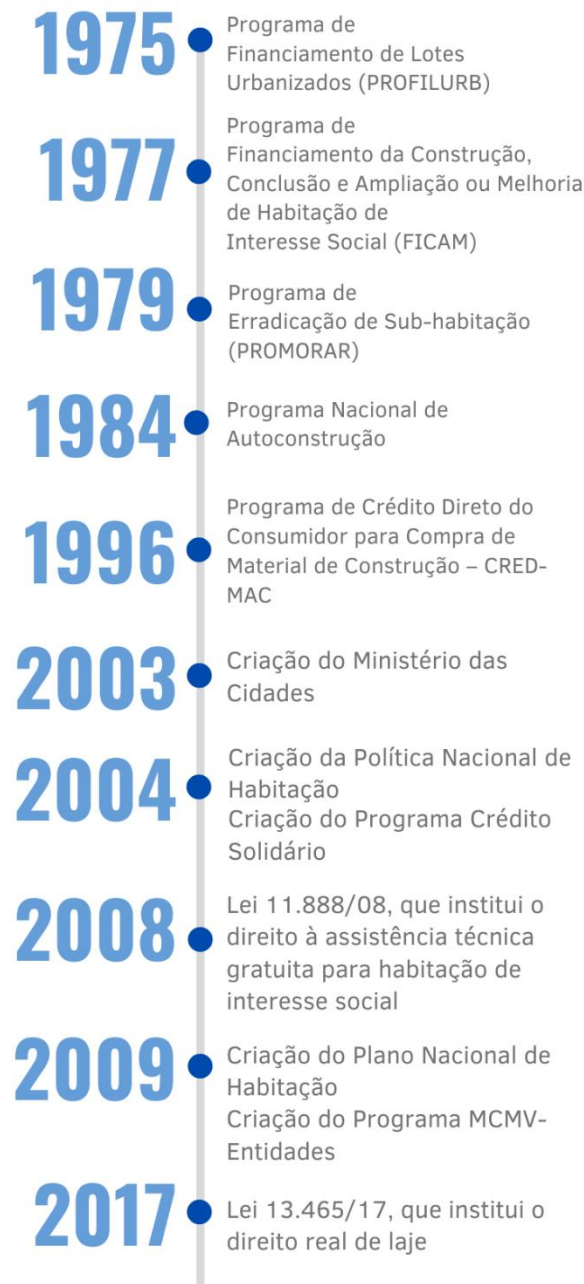 1975
Programa de
Financiamento de Lotes
Urbanizados (PROFILURB)
1977
Programa de
Financiamento da Construção,
Conclusão e Ampliação ou Melhoria
de Habitação de
Interesse Social (FICAM)
1979
Programa de
Erradicação de Sub-habitação
(PROMORAR)
1984
Programa Nacional de
Autoconstrução
1996
Programa de Crédito Direto do
Consumidor para Compra de
Material de Construção – CRED-
MAC
2003
Criação do Ministério das
Cidades
2004
Criação da Política Nacional de
Habitação
Criação do Programa Crédito
Solidário
2008
Lei 11.888/08, que institui o
direito à assistência técnica
gratuita para habitação de
interesse social
2009
Criação do Plano Nacional de
Habitação
Criação do Programa MCMV-
Entidades
2017
Lei 13.465/17, que institui o
direito real de laje